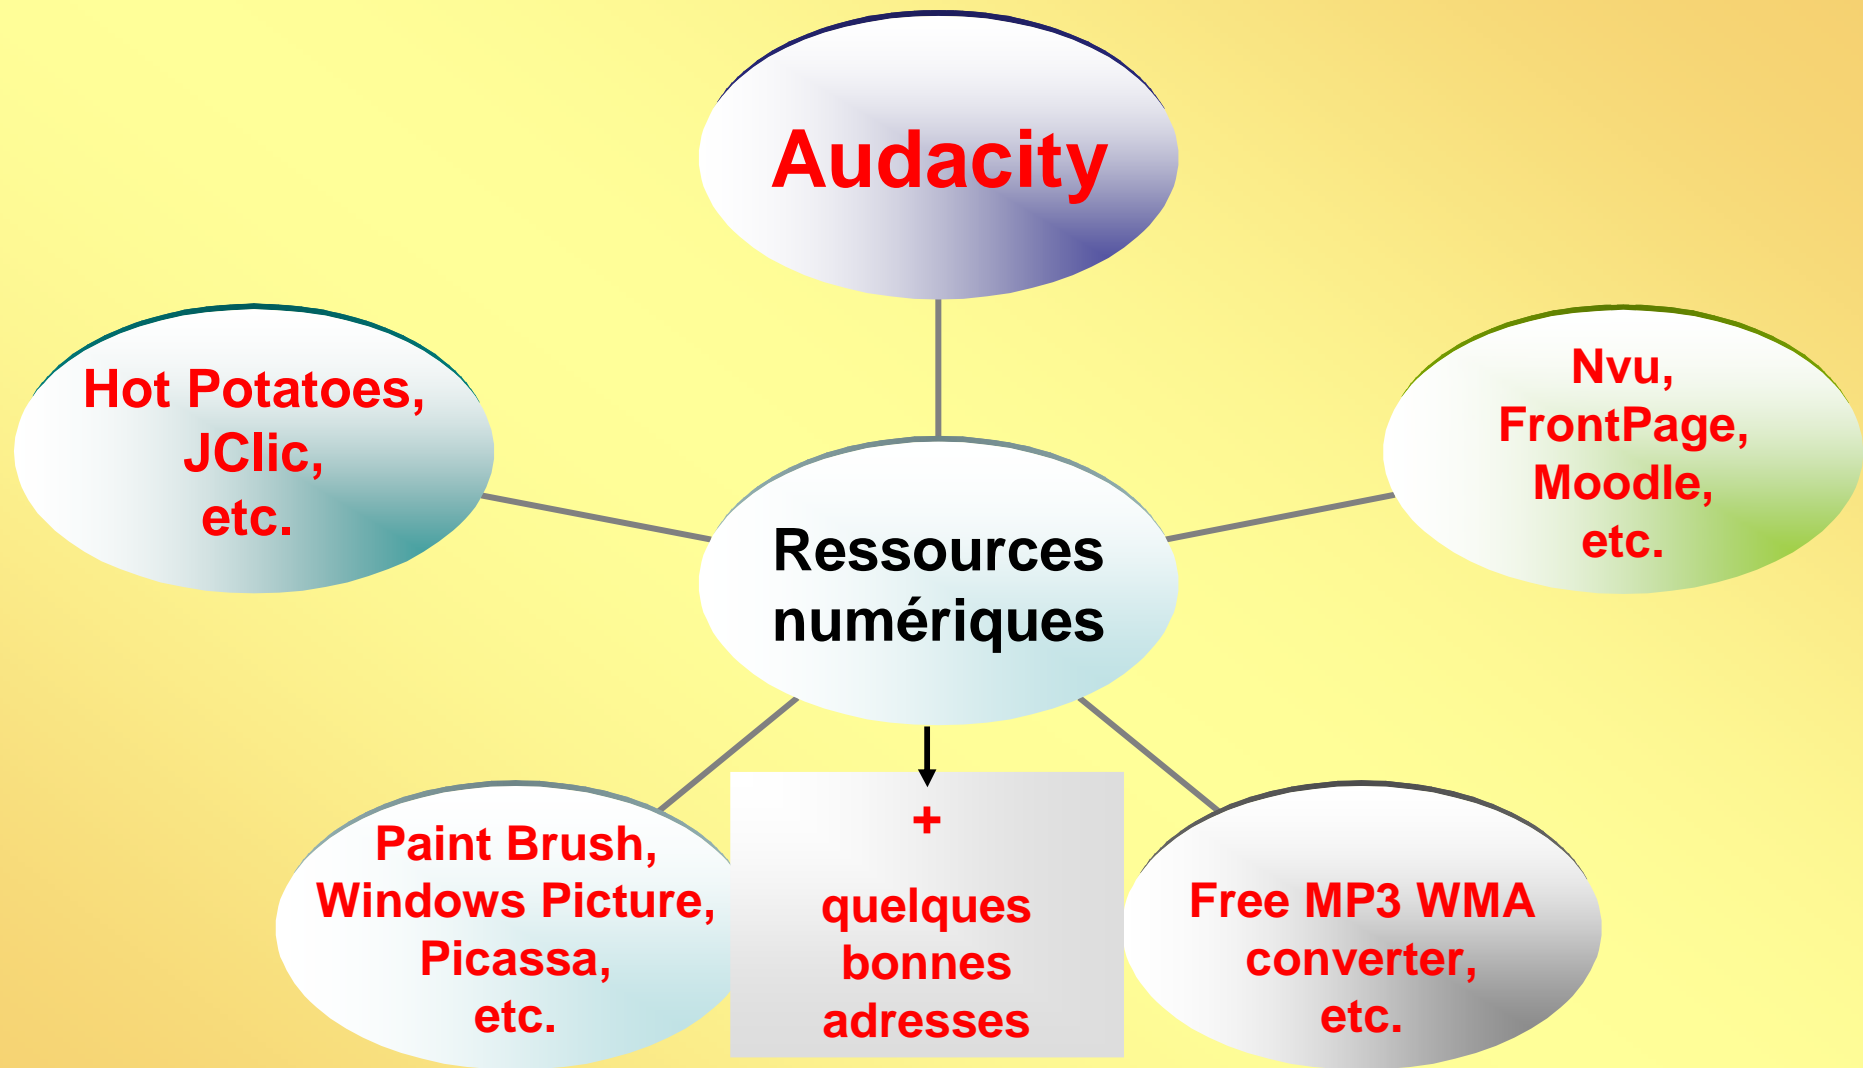 Audacity
Hot Potatoes,
JClic,
etc.
Nvu,
FrontPage,
Moodle,
etc.
Ressources
numériques
Paint Brush,
Windows Picture,
Picassa,
etc.
+
quelques
bonnes
adresses
Free MP3 WMA
converter,
etc.